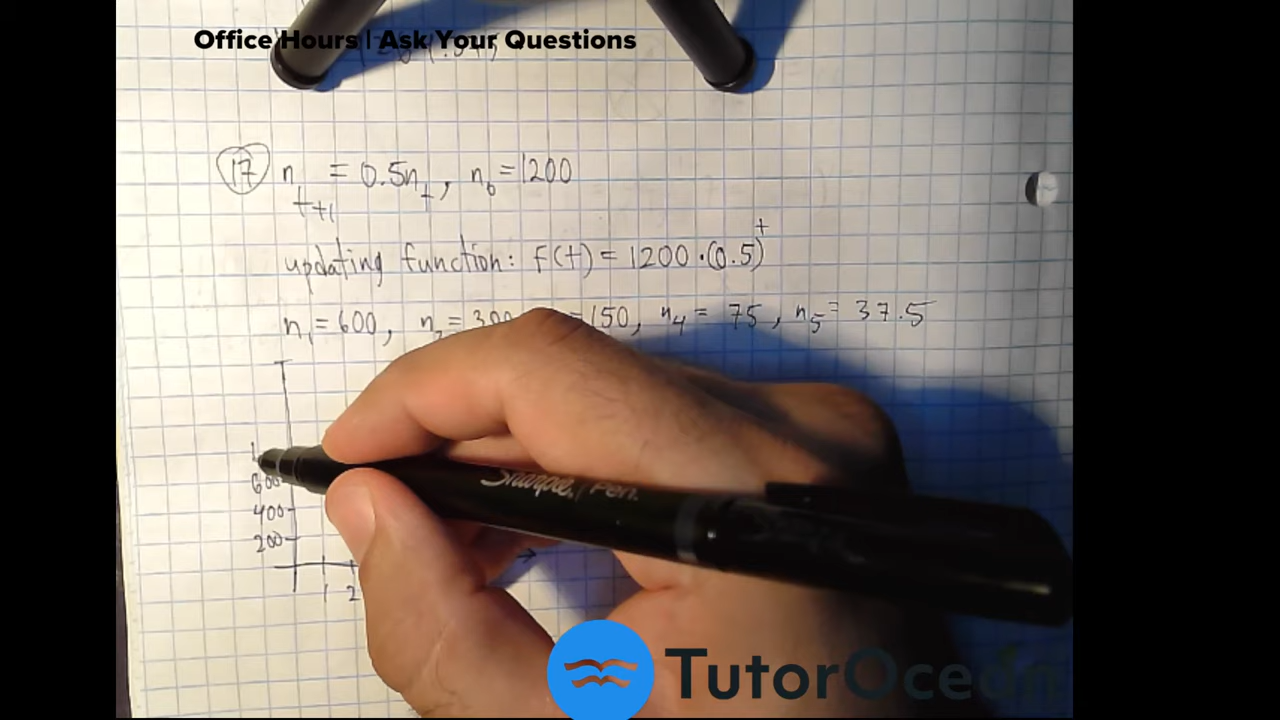 Office Hours | Ask Your Questions
17 n_{t+1} = 0.5n_t, n_0 = 1200
updating function: f(t) = 1200·(0.5)^t
n_1 = 600, n_2 = 300 =150, n_4 = 75, n_5 = 37.5
600
400
200
1 2
Sharpie Pen.
TutorOcean